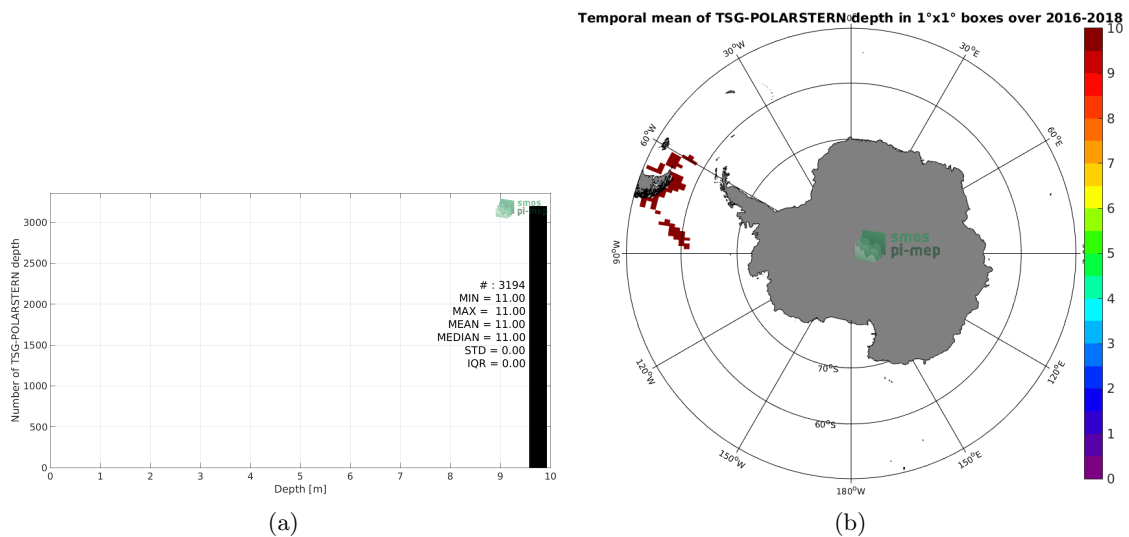 Number of TSG-POLARSTERN depth
3000
2500
2000
1500
1000
500
0
smos
pi-mep
# : 3194
MIN = 11.00
MAX = 11.00
MEAN = 11.00
MEDIAN = 11.00
STD = 0.00
IQR = 0.00
0 1 2 3 4 5 6 7 8 9 10
Depth [m]
(a)
Temporal mean of TSG-POLARSTERN depth in 1°x1° boxes over 2016-2018
0°
30°W
30°E
60°W
60°E
90°W
smos
pi-mep
120°W
120°E
70°S
60°S
150°W
150°E
180°W
10
9
8
7
6
5
4
3
2
1
0
(b)